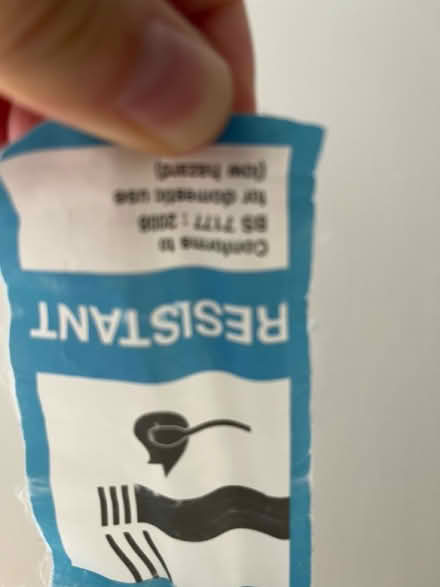 RESISTANT
Conforms to
BS 7177 : 2008
for domestic use
(low hazard)